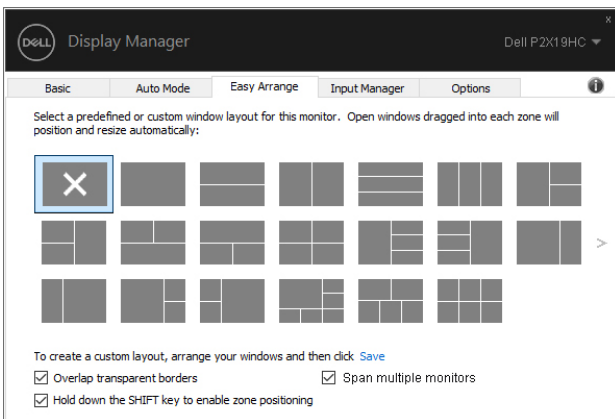 x
DELL Display Manager Dell P2X19HC
Basic Auto Mode Easy Arrange Input Manager Options i
Select a predefined or custom window layout for this monitor. Open windows dragged into each zone will
position and resize automatically:
>
To create a custom layout, arrange your windows and then click Save
Overlap transparent borders Span multiple monitors
Hold down the SHIFT key to enable zone positioning